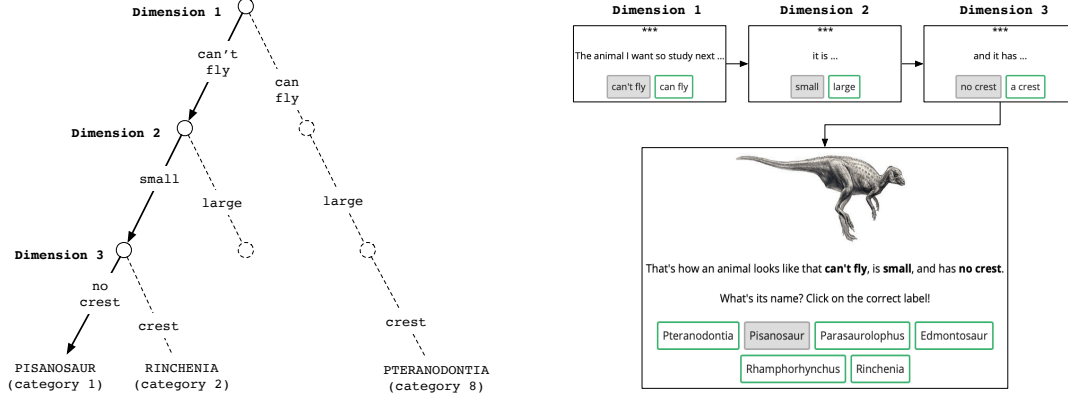 Dimension 1
can't
fly
can
fly
Dimension 2
small
large
large
Dimension 3
no
crest
crest
crest
PISANOSAUR
(category 1)
RINCHENIA
(category 2)
PTERANODONTIA
(category 8)
Dimension 1
Dimension 2
Dimension 3
***
***
***
The animal I want so study next ...
it is ...
and it has ...
can't fly can fly
small large
no crest a crest
That's how an animal looks like that can't fly, is small, and has no crest.
What's its name? Click on the correct label!
Pteranodontia Pisanosaur Parasaurolophus Edmontosaur
Rhamphorhynchus Rinchenia